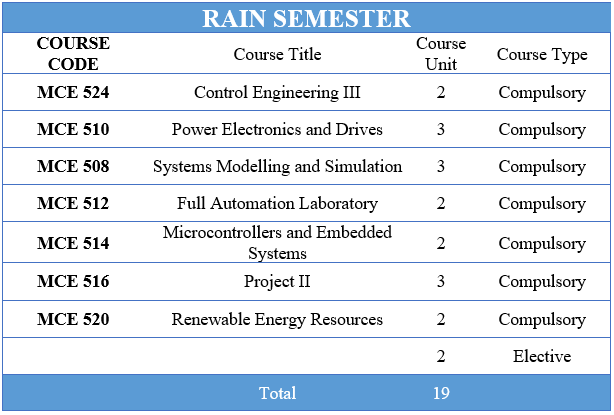 RAIN SEMESTER
COURSE CODE Course Title Course Unit Course Type
MCE 524 Control Engineering III 2 Compulsory
MCE 510 Power Electronics and Drives 3 Compulsory
MCE 508 Systems Modelling and Simulation 3 Compulsory
MCE 512 Full Automation Laboratory 2 Compulsory
MCE 514 Microcontrollers and Embedded Systems 2 Compulsory
MCE 516 Project II 3 Compulsory
MCE 520 Renewable Energy Resources 2 Compulsory
2 Elective
Total 19